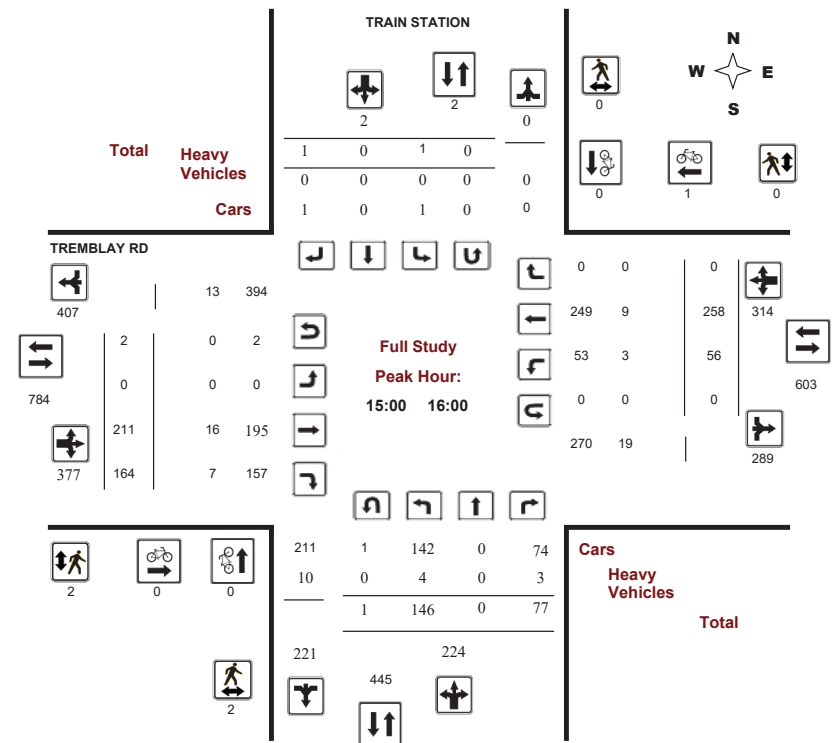 TRAIN STATION
N
W E
S
2
2
0
0
Total
Heavy
Vehicles
Cars
1 0 1 0
0 0 0 0 0
1 0 1 0 0
0 1 0
TREMBLAY RD
407
13 394
784
2 0 2
0 0 0
211 16 195
377
164 7 157
Full Study
Peak Hour:
15:00 16:00
0 0 0
314
249 9 258
53 3 56
603
0 0 0
270 19
289
2 0 0
2
211 1 142 0 74
10 0 4 0 3
1 146 0 77
221
224
445
Cars
Heavy
Vehicles
Total